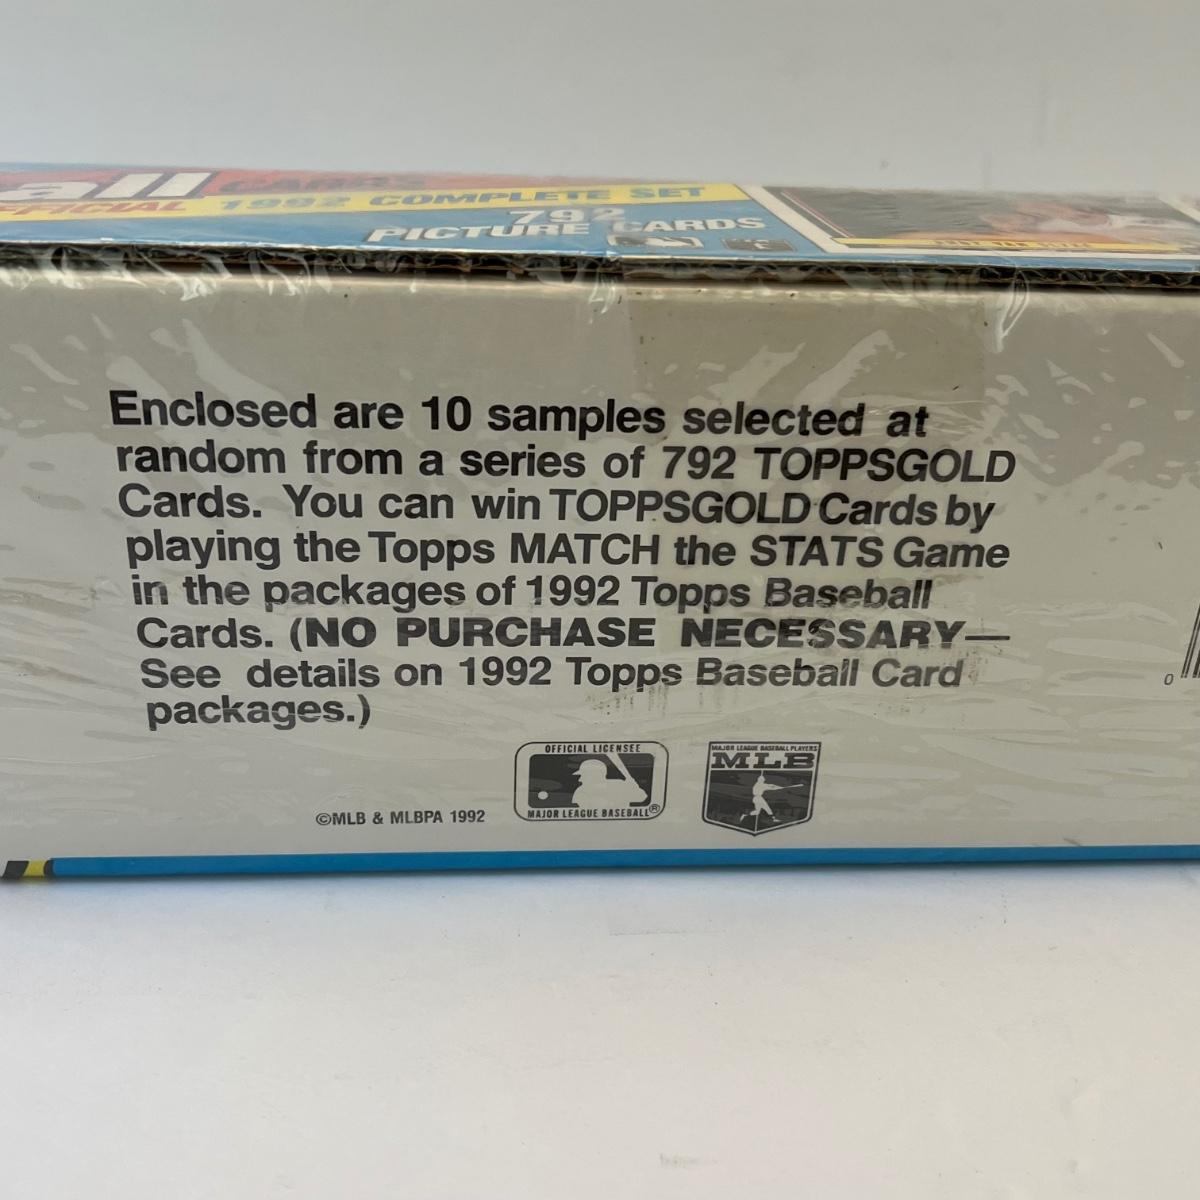 all CARDS
OFFICIAL 1992 COMPLETE SET
792
PICTURE CARDS
Enclosed are 10 samples selected at
random from a series of 792 TOPPSGOLD
Cards. You can win TOPPSGOLD Cards by
playing the Topps MATCH the STATS Game
in the packages of 1992 Topps Baseball
Cards. (NO PURCHASE NECESSARY—
See details on 1992 Topps Baseball Card
packages.)
©MLB & MLBPA 1992
OFFICIAL LICENSEE
MAJOR LEAGUE BASEBALL®
MAJOR LEAGUE BASEBALL PLAYERS
MLB
0